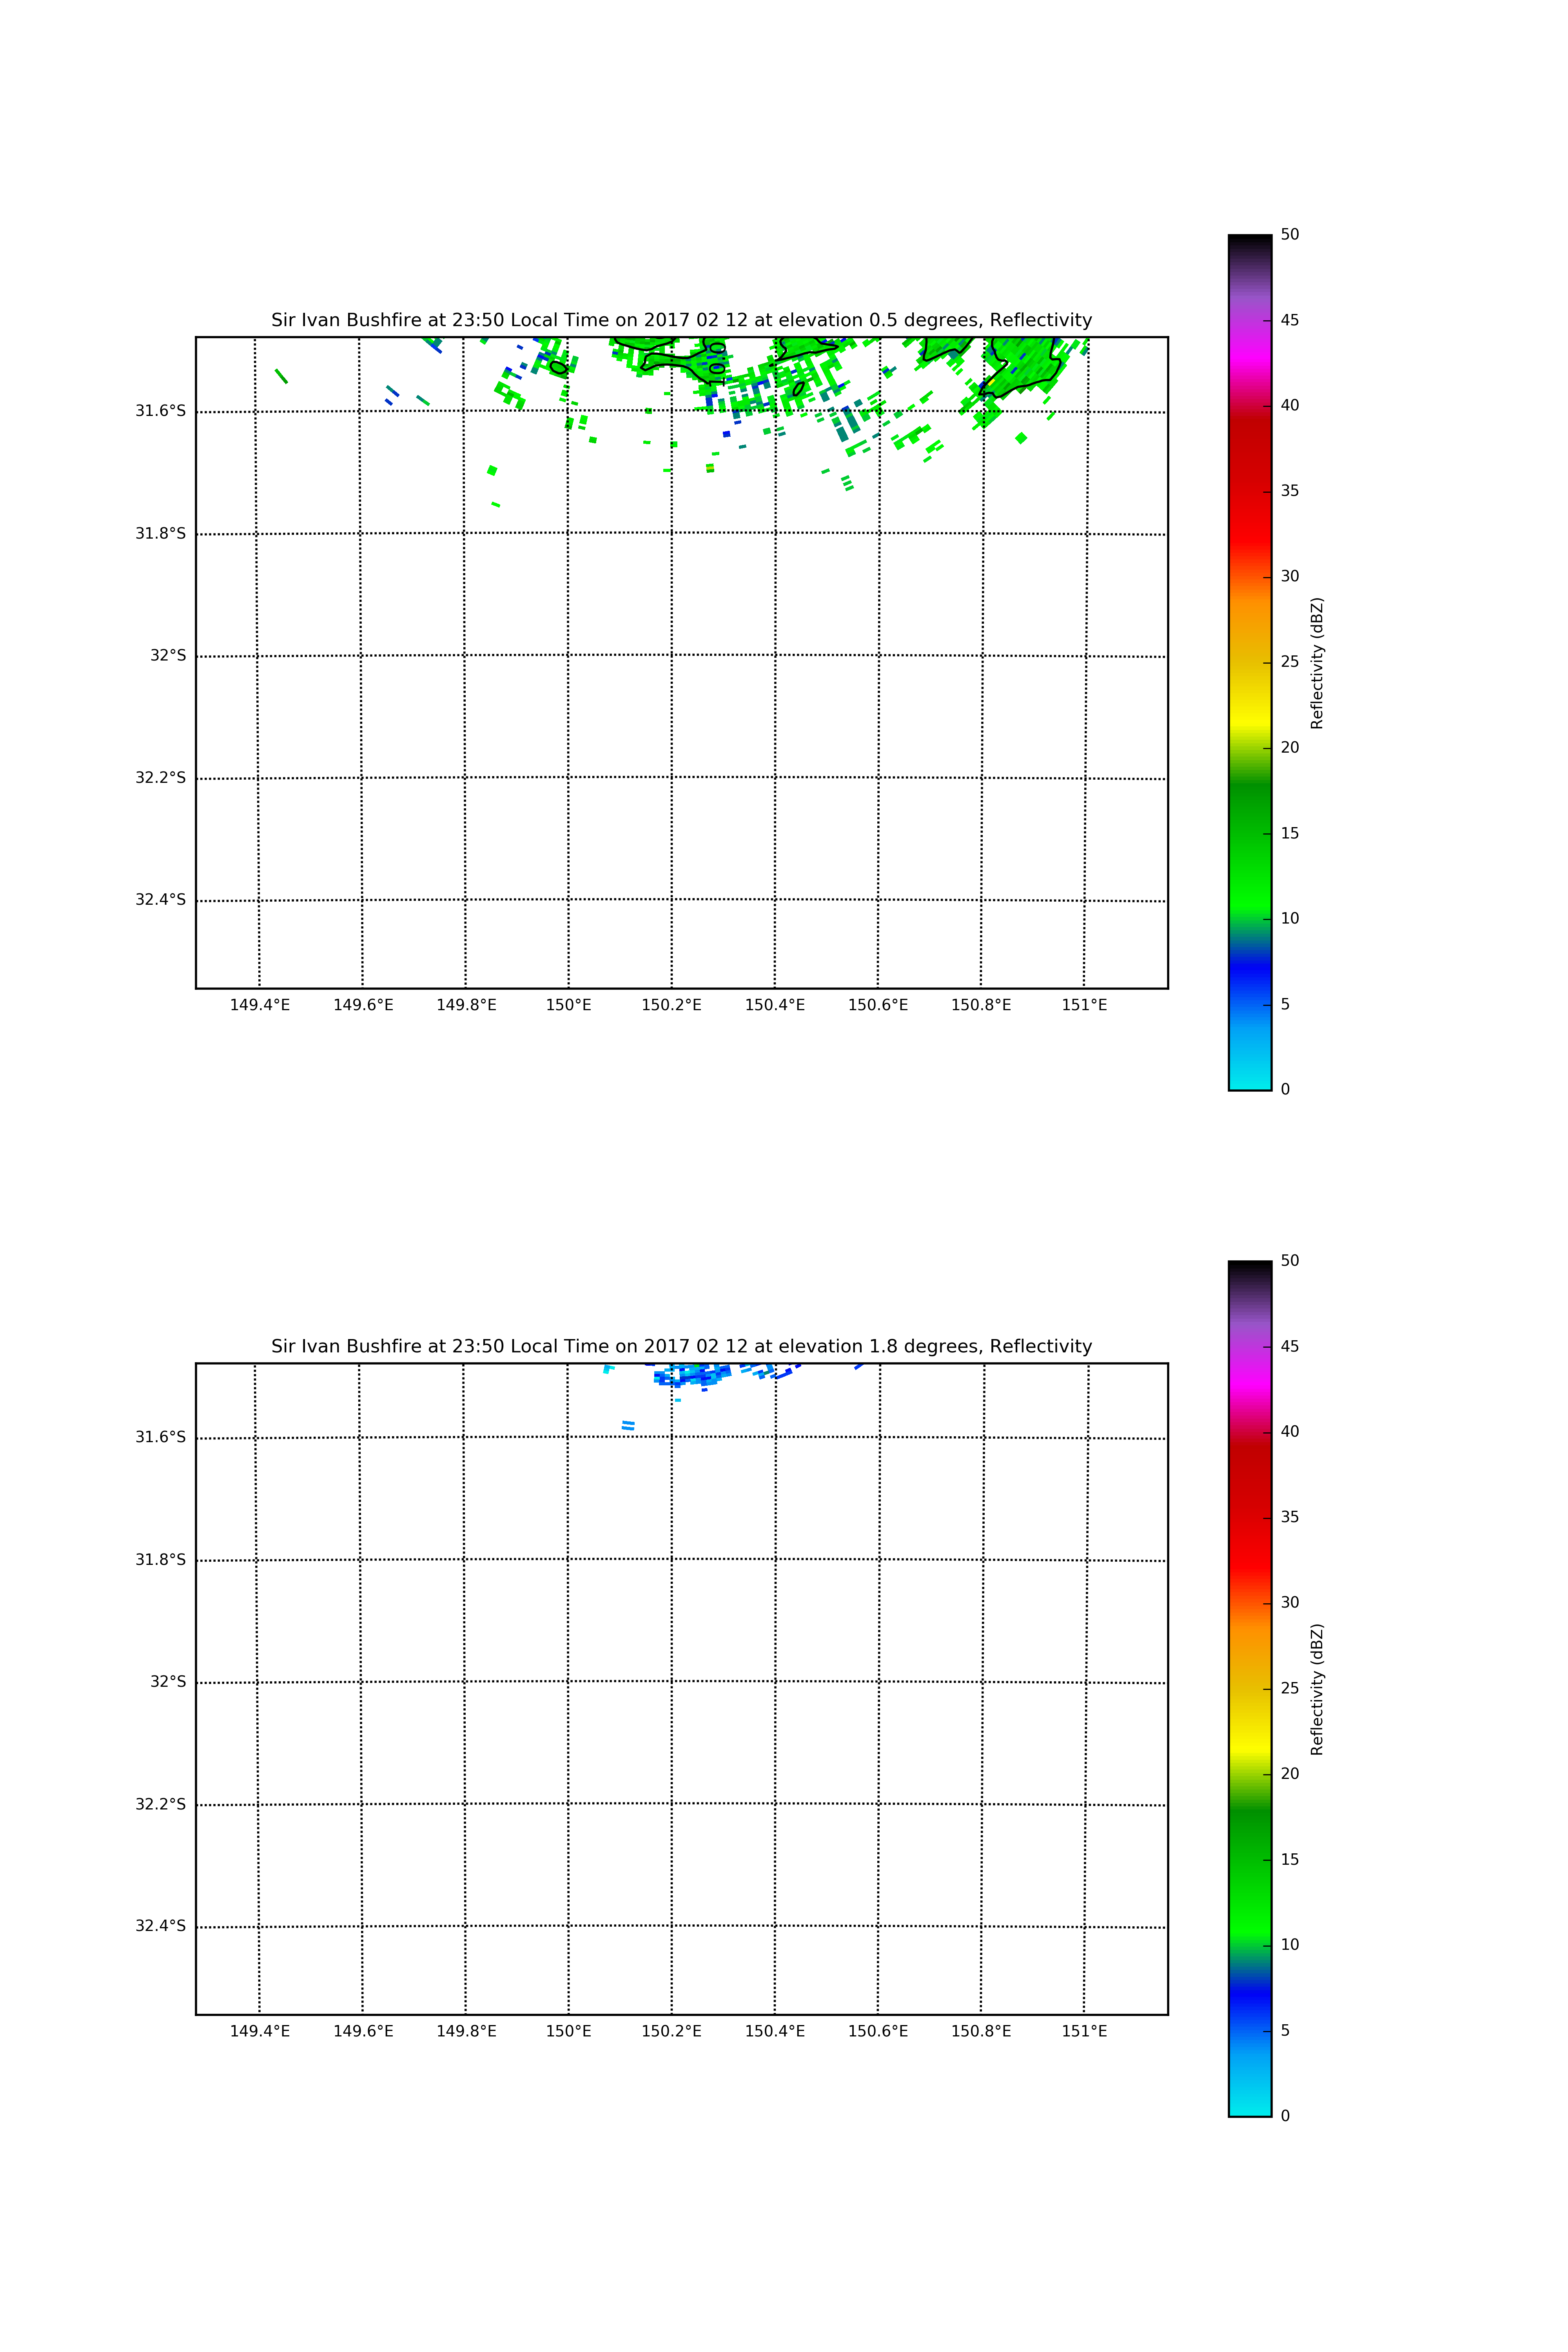 Sir Ivan Bushfire at 23:50 Local Time on 2017 02 12 at elevation 0.5 degrees, Reflectivity
10.0
31.6°S
31.8°S
32°S
32.2°S
32.4°S
149.4°E 149.6°E 149.8°E 150°E 150.2°E 150.4°E 150.6°E 150.8°E 151°E
50
45
40
35
30
25
20
15
10
5
0
Reflectivity (dBZ)
Sir Ivan Bushfire at 23:50 Local Time on 2017 02 12 at elevation 1.8 degrees, Reflectivity
31.6°S
31.8°S
32°S
32.2°S
32.4°S
149.4°E 149.6°E 149.8°E 150°E 150.2°E 150.4°E 150.6°E 150.8°E 151°E
50
45
40
35
30
25
20
15
10
5
0
Reflectivity (dBZ)